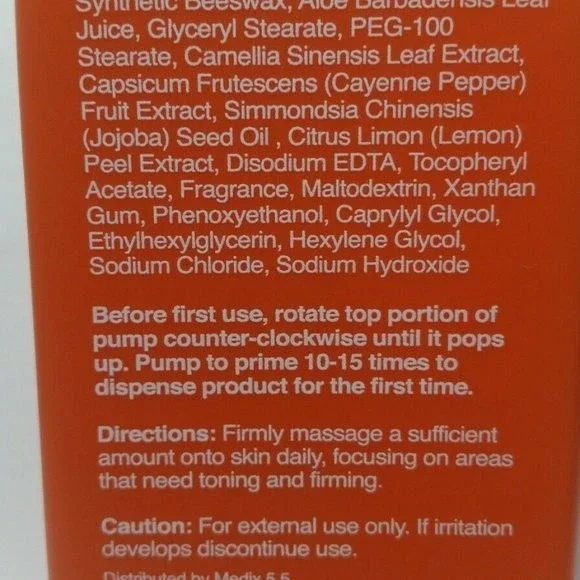 Synthetic Beeswax, Aloe Barbadensis Leaf
Juice, Glyceryl Stearate, PEG-100
Stearate, Camellia Sinensis Leaf Extract,
Capsicum Frutescens (Cayenne Pepper)
Fruit Extract, Simmondsia Chinensis
(Jojoba) Seed Oil , Citrus Limon (Lemon)
Peel Extract, Disodium EDTA, Tocopheryl
Acetate, Fragrance, Maltodextrin, Xanthan
Gum, Phenoxyethanol, Caprylyl Glycol,
Ethylhexylglycerin, Hexylene Glycol,
Sodium Chloride, Sodium Hydroxide
Before first use, rotate top portion of
pump counter-clockwise until it pops
up. Pump to prime 10-15 times to
dispense product for the first time.
Directions: Firmly massage a sufficient
amount onto skin daily, focusing on areas
that need toning and firming.
Caution: For external use only. If irritation
develops discontinue use.
Distributed by Medix 5.5